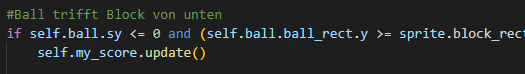 #Ball trifft Block von unten
if self.ball.sy <= 0 and (self.ball.ball_rect.y >= sprite.block_rect
self.my_score.update()